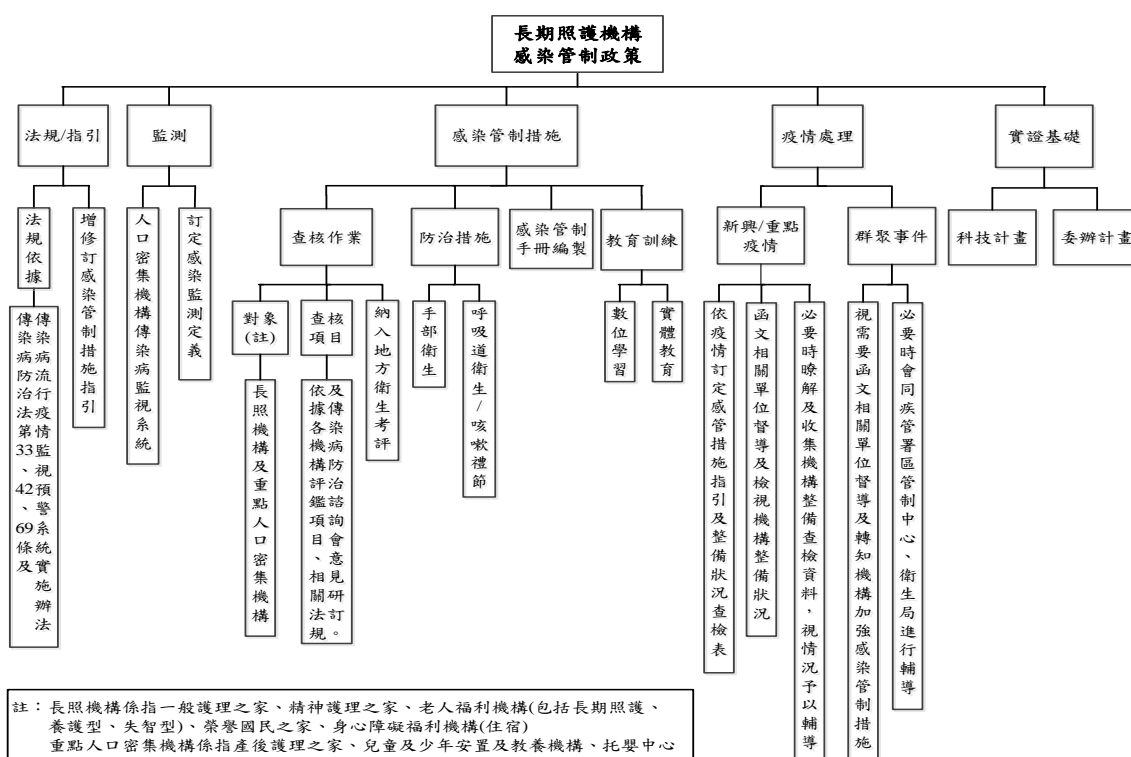 長期照護機構
感染管制政策
法規/指引
監測
感染管制措施
疫情處理
實證基礎
法規依據
傳染病防治法第33、42、69條及
傳染病流行疫情監視預警系統實施辦法
增修訂感染管制措施指引
人口密集機構傳染病監視系統
訂定感染監測定義
查核作業
防治措施
感染管制
手冊編製
教育訓練
對象
(註)
長照機構及重點人口密集機構
查核
項目
依據各機構評鑑項目、相關法規
及傳染病防治諮詢會意見研訂。
納入地方衛生考評
手部衛生
呼吸道衛生/咳嗽禮節
數位學習
實體教育
新興/重點
疫情
群聚事件
依疫情訂定感管措施指引及整備狀況查檢表
函文相關單位督導及檢視機構整備狀況
必要時瞭解及收集機構整備查檢資料，視情況予以輔導
視需要函文相關單位督導及轉知機構加強感染管制措施
必要時會同疾管署區管制中心、衛生局進行輔導
科技計畫
委辦計畫
註：長照機構係指一般護理之家、精神護理之家、老人福利機構(包括長期照護、
養護型、失智型)、榮譽國民之家、身心障礙福利機構(住宿)
重點人口密集機構係指產後護理之家、兒童及少年安置及教養機構、托嬰中心